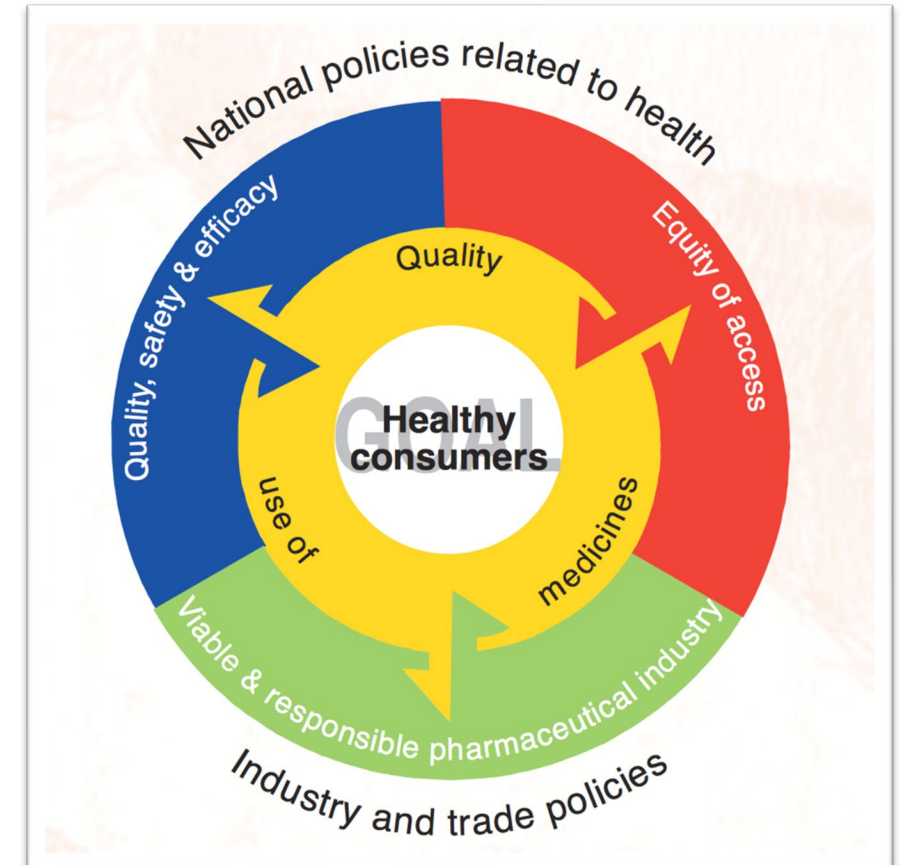 National policies related to health
Quality, safety & efficacy
Equity of access
Quality
use of
medicines
GOAL
Healthy
consumers
Viable & responsible pharmaceutical industry
Industry and trade policies